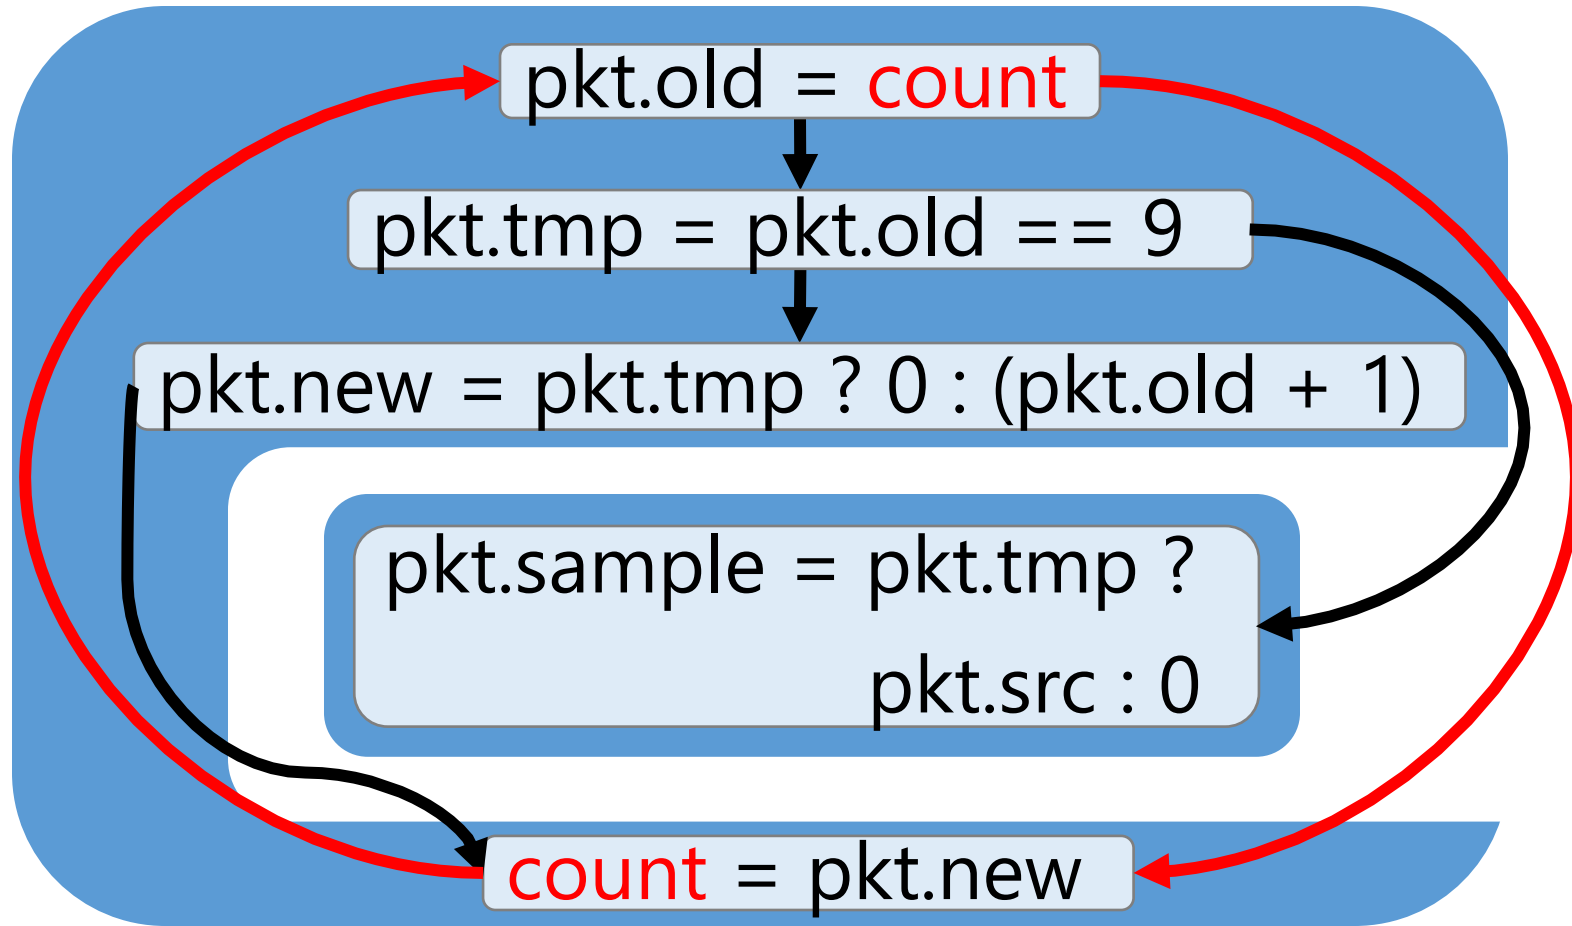 pkt.old = count
pkt.tmp = pkt.old == 9
pkt.new = pkt.tmp ? 0 : (pkt.old + 1)
pkt.sample = pkt.tmp ?
pkt.src : 0
count = pkt.new